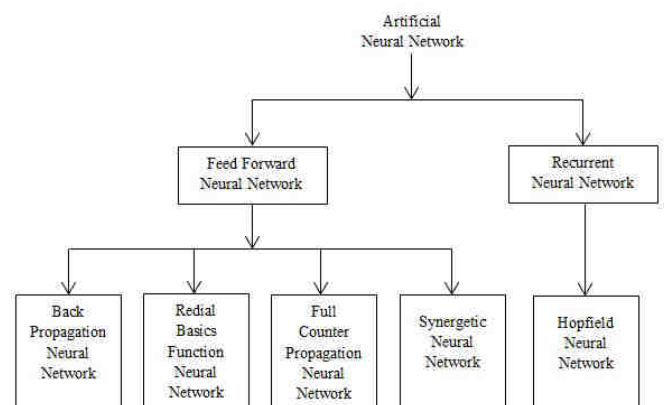 Artificial
Neural Network
Feed Forward
Neural Network
Recurrent
Neural Network
Back
Propagation
Neural
Network
Redial
Basics
Function
Neural
Network
Full
Counter
Propagation
Neural
Network
Synergetic
Neural
Network
Hopfield
Neural
Network